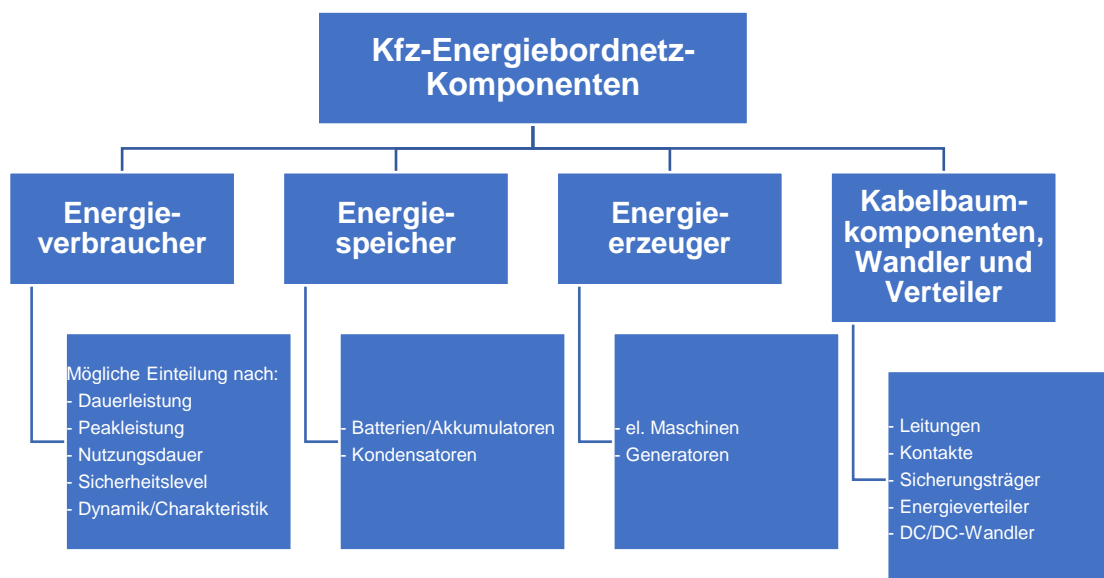 Kfz-Energiebordnetz-
Komponenten
Energie-
verbraucher
Mögliche Einteilung nach:
- Dauerleistung
- Peakleistung
- Nutzungsdauer
- Sicherheitslevel
- Dynamik/Charakteristik
Energie-
speicher
- Batterien/Akkumulatoren
- Kondensatoren
Energie-
erzeuger
- el. Maschinen
- Generatoren
Kabelbaum-
komponenten,
Wandler und
Verteiler
- Leitungen
- Kontakte
- Sicherungsträger
- Energieverteiler
- DC/DC-Wandler